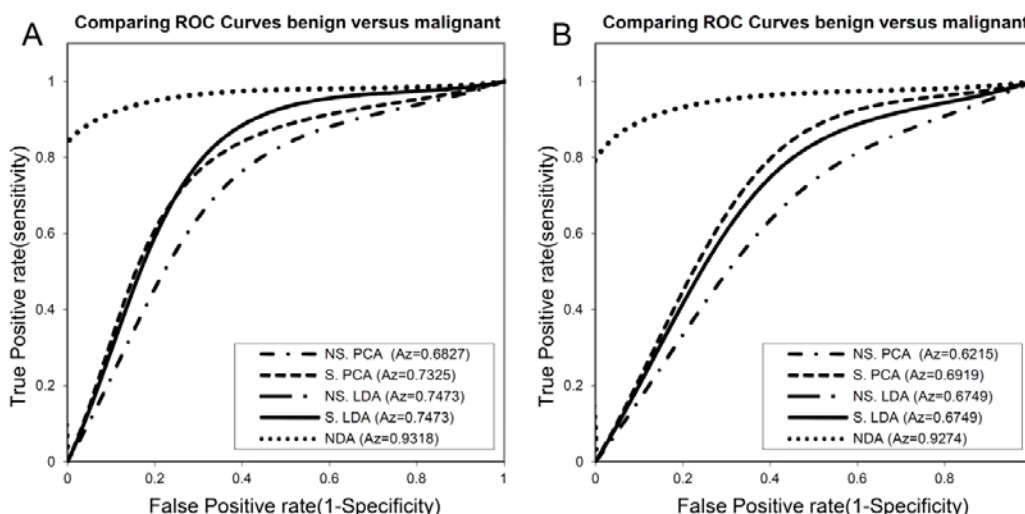 A
Comparing ROC Curves benign versus malignant
True Positive rate(sensitivity)
1
0.8
0.6
0.4
0.2
0
NS. PCA (Az=0.6827)
S. PCA (Az=0.7325)
NS. LDA (Az=0.7473)
S. LDA (Az=0.7473)
NDA (Az=0.9318)
0 0.2 0.4 0.6 0.8 1
False Positive rate(1-Specificity)
B
Comparing ROC Curves benign versus malignant
True Positive rate(sensitivity)
1
0.8
0.6
0.4
0.2
0
NS. PCA (Az=0.6215)
S. PCA (Az=0.6919)
NS. LDA (Az=0.6749)
S. LDA (Az=0.6749)
NDA (Az=0.9274)
0 0.2 0.4 0.6 0.8
False Positive rate(1-Specificity)